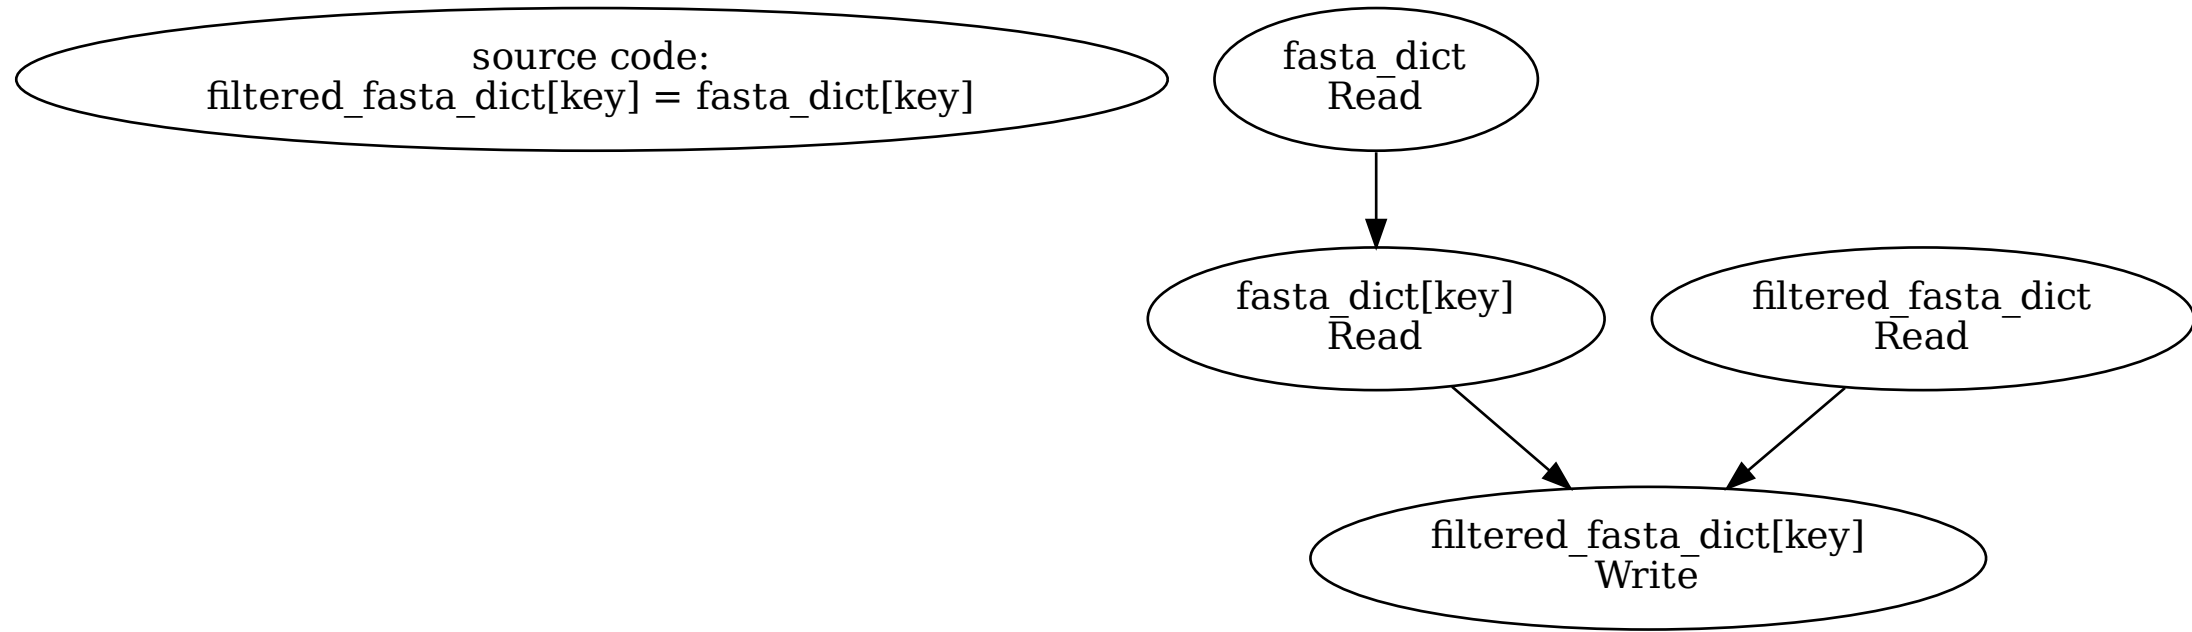 source code:
filtered_fasta_dict[key] = fasta_dict[key]
fasta_dict
Read
fasta_dict[key]
Read
filtered_fasta_dict
Read
filtered_fasta_dict[key]
Write